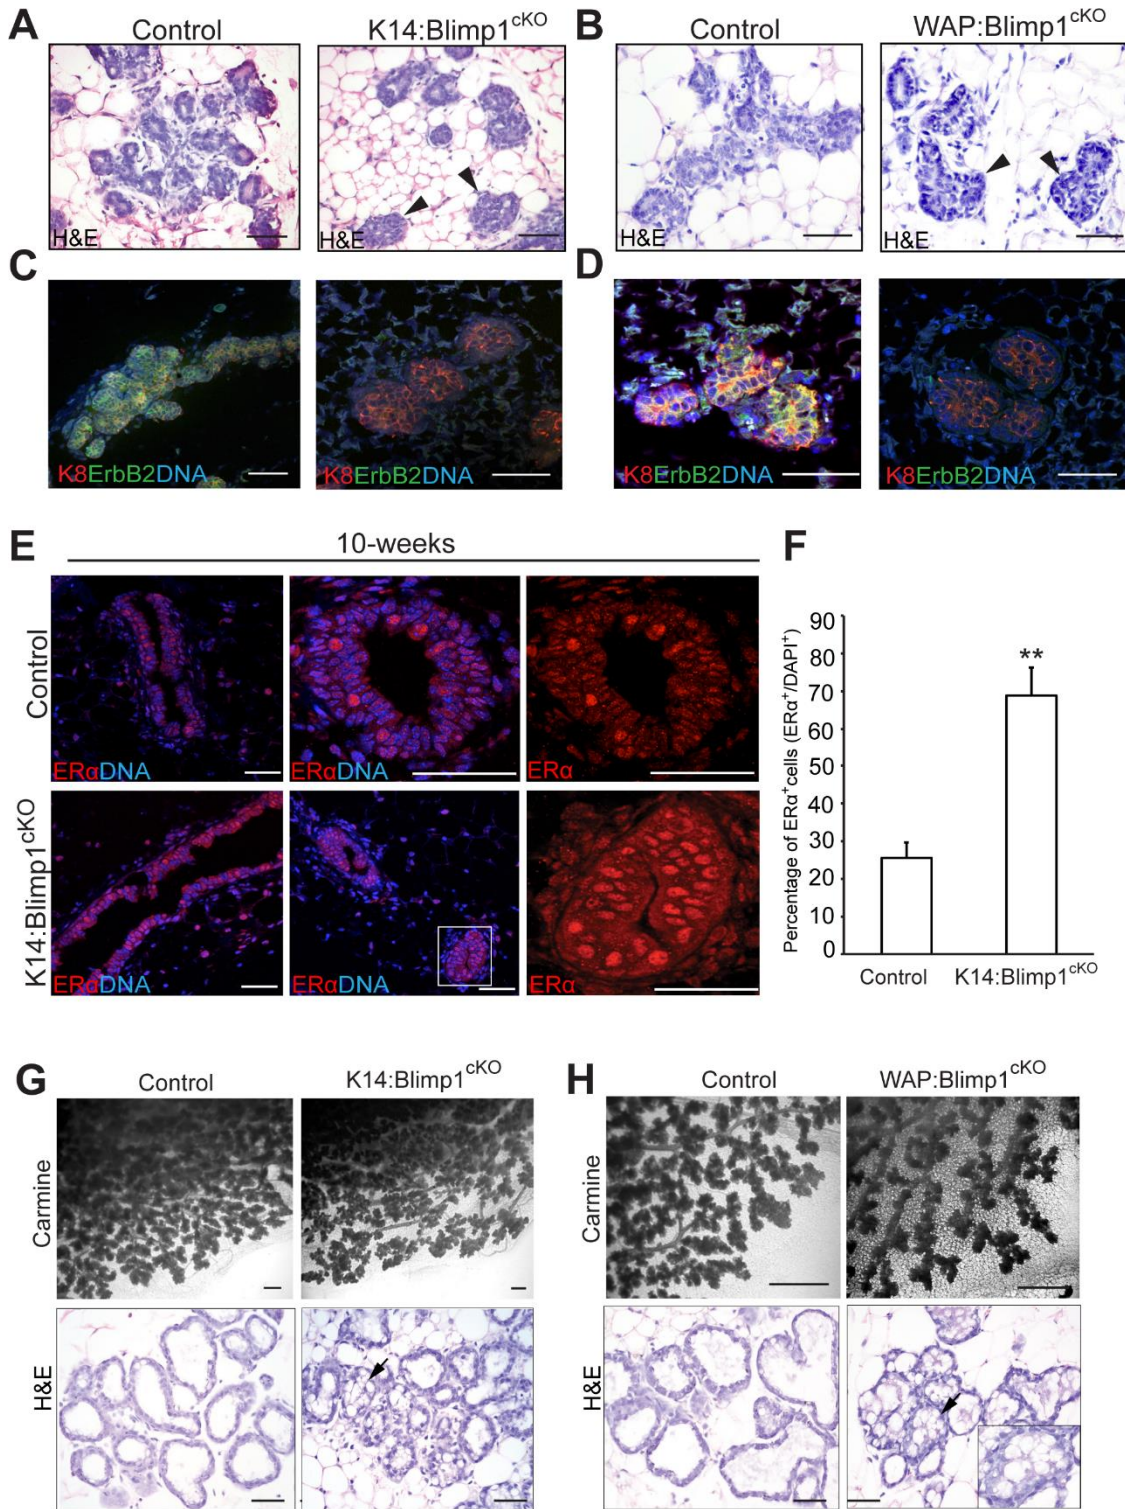 A
Control
K14:Blimp1cKO
H&E
H&E
B
Control
WAP:Blimp1cKO
H&E
H&E
C
K8ErbB2DNA
K8ErbB2DNA
D
K8ErbB2DNA
K8ErbB2DNA
E
10-weeks
Control
ERαDNA
ERαDNA
ERα
K14:Blimp1cKO
ERαDNA
ERαDNA
ERα
F
Percentage of ERα+cells (ERα+/DAPI+)
90
80
70
60
50
40
30
20
10
0
**
Control
K14:Blimp1cKO
G
Control
K14:Blimp1cKO
Carmine
H&E
H
Control
WAP:Blimp1cKO
Carmine
H&E